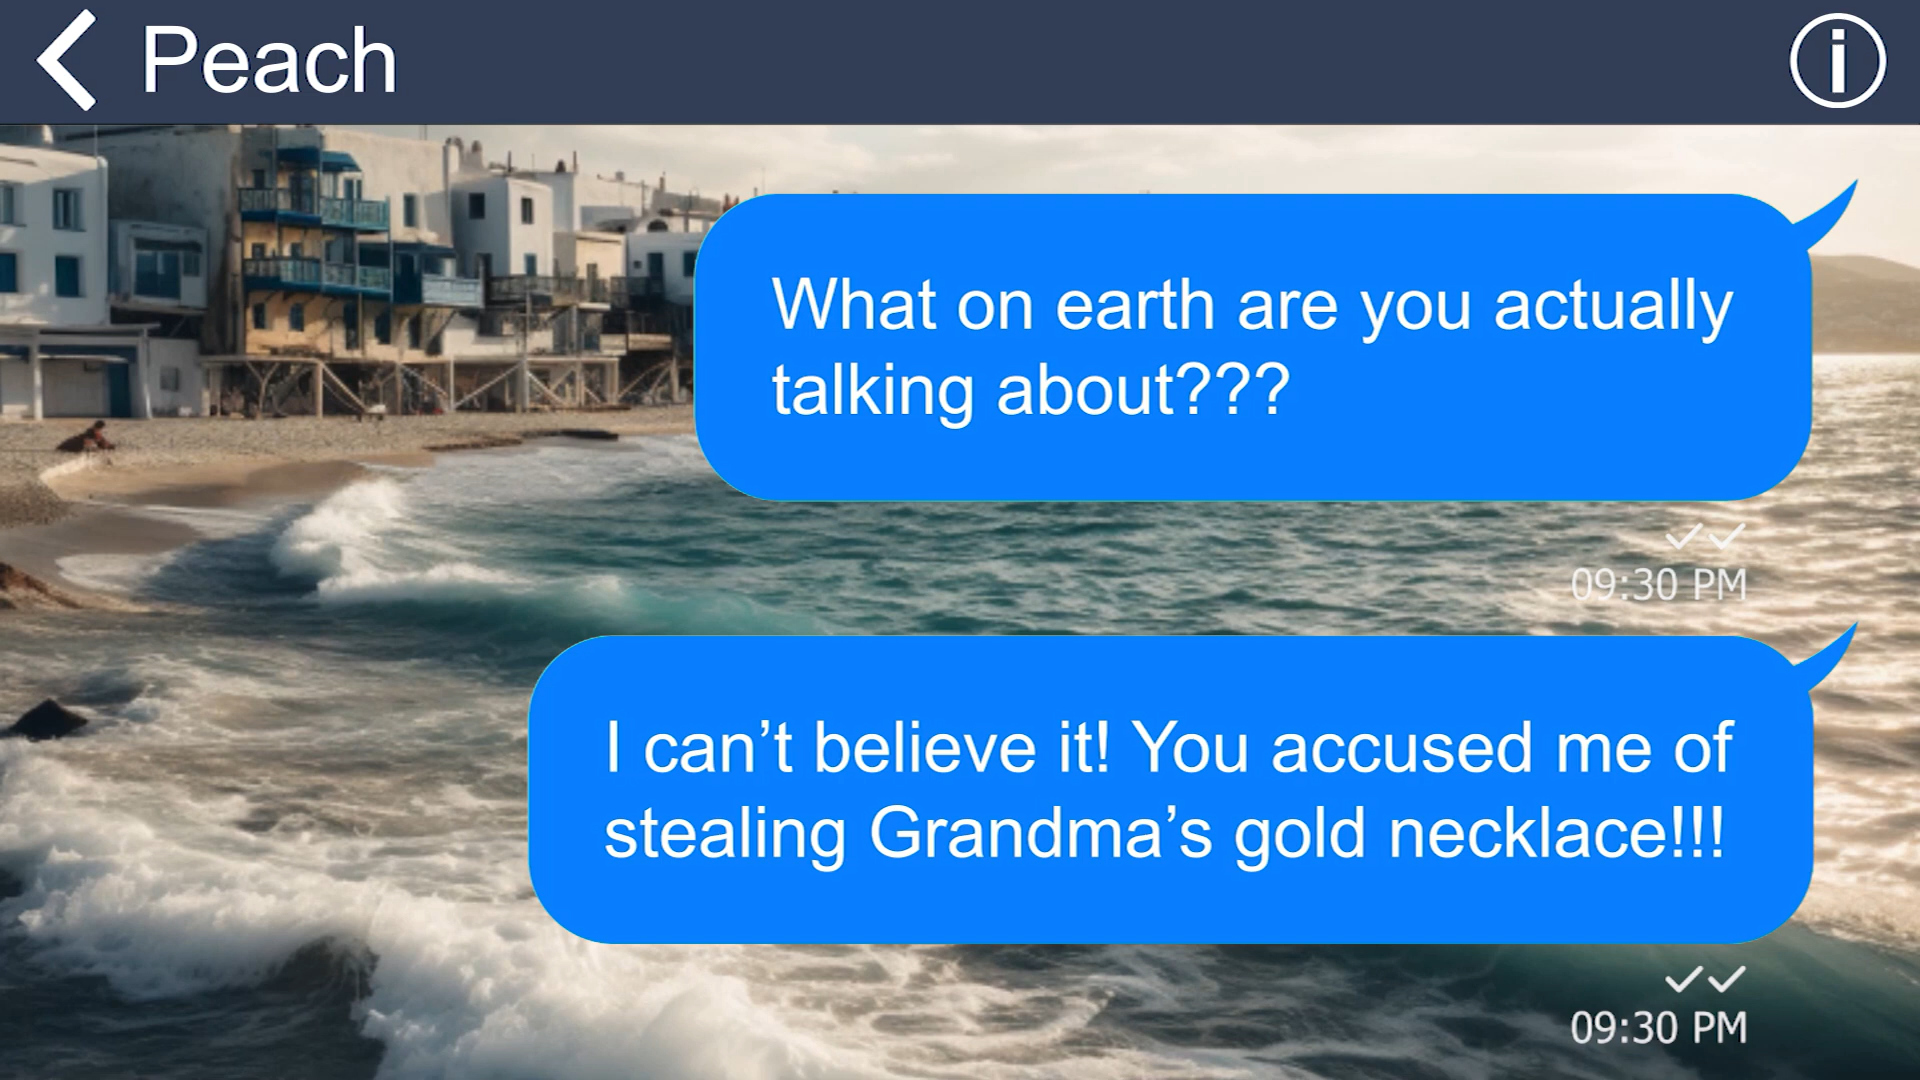 Peach
What on earth are you actually
talking about???
09:30 PM
I can’t believe it! You accused me of
stealing Grandma’s gold necklace!!!
09:30 PM